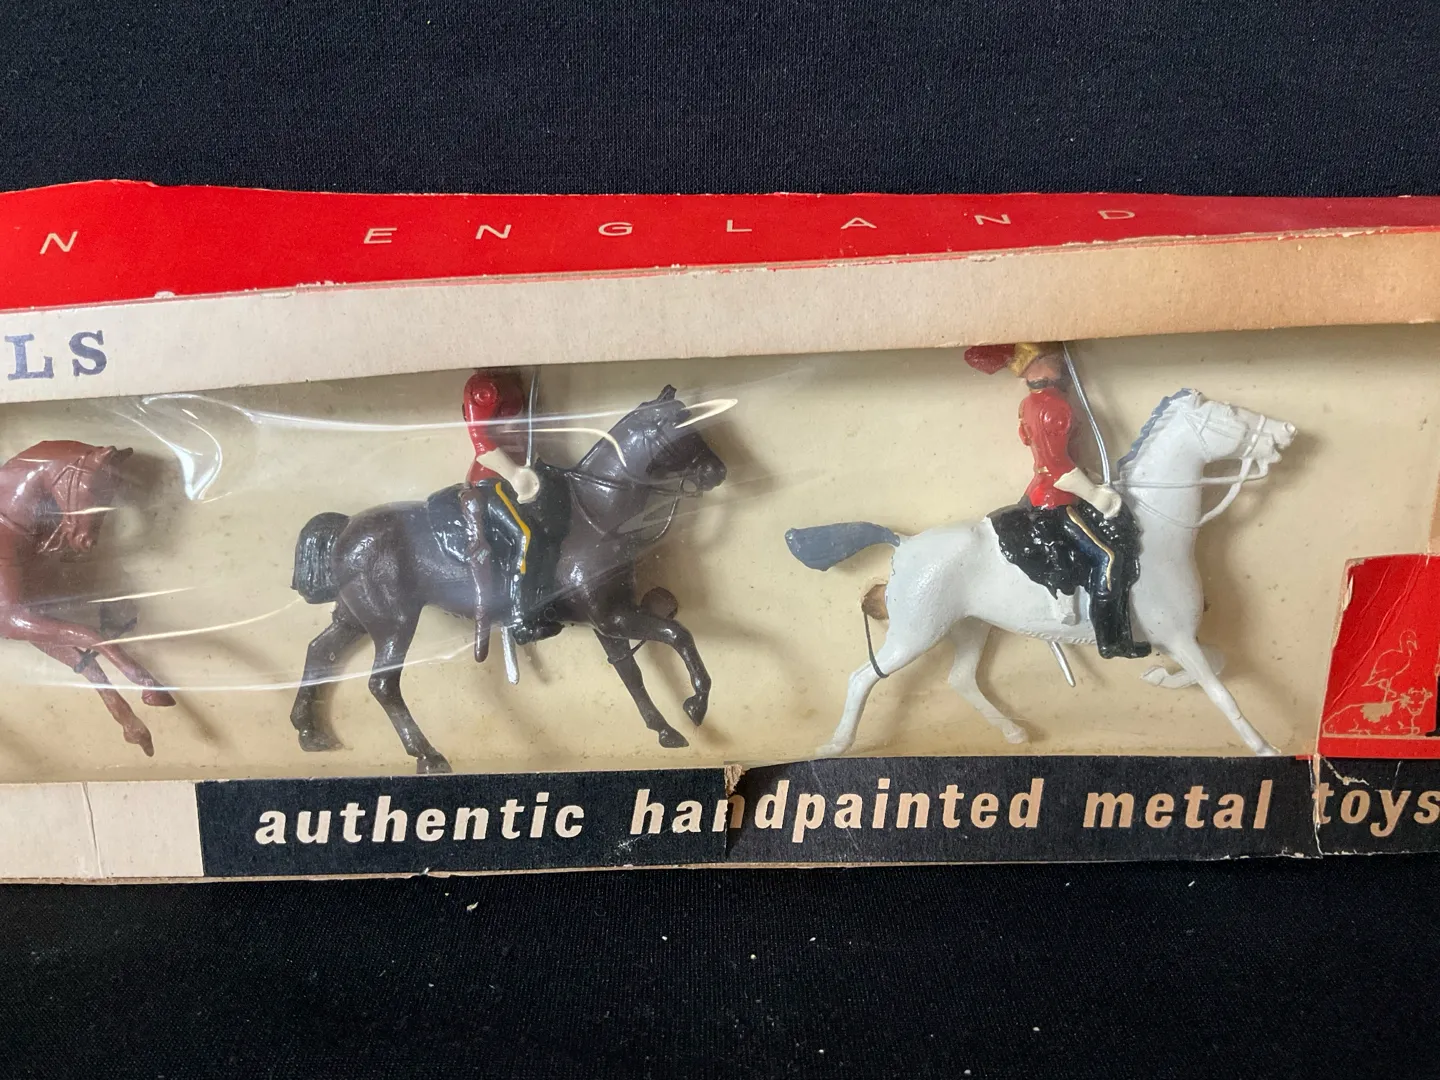 N ENGLAND
LS
authentic handpainted metal toys